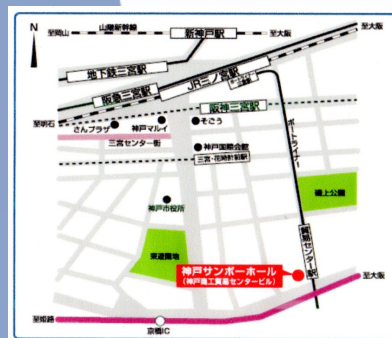 N
至岡山
山陽新幹線
新神戸駅
至大阪
至大阪
地下鉄三宮駅
JR三ノ宮駅
阪急三宮駅
阪神三宮駅
至明石
さんプラザ
神戸マルイ
そごう
ポートライナー
三宮センター街
神戸国際会館
三宮・花時計前駅
磯上公園
神戸市役所
東遊園地
貿易センター駅
神戸サンボーホール
(神戸商工貿易センタービル)
至大阪
至姫路
京橋IC